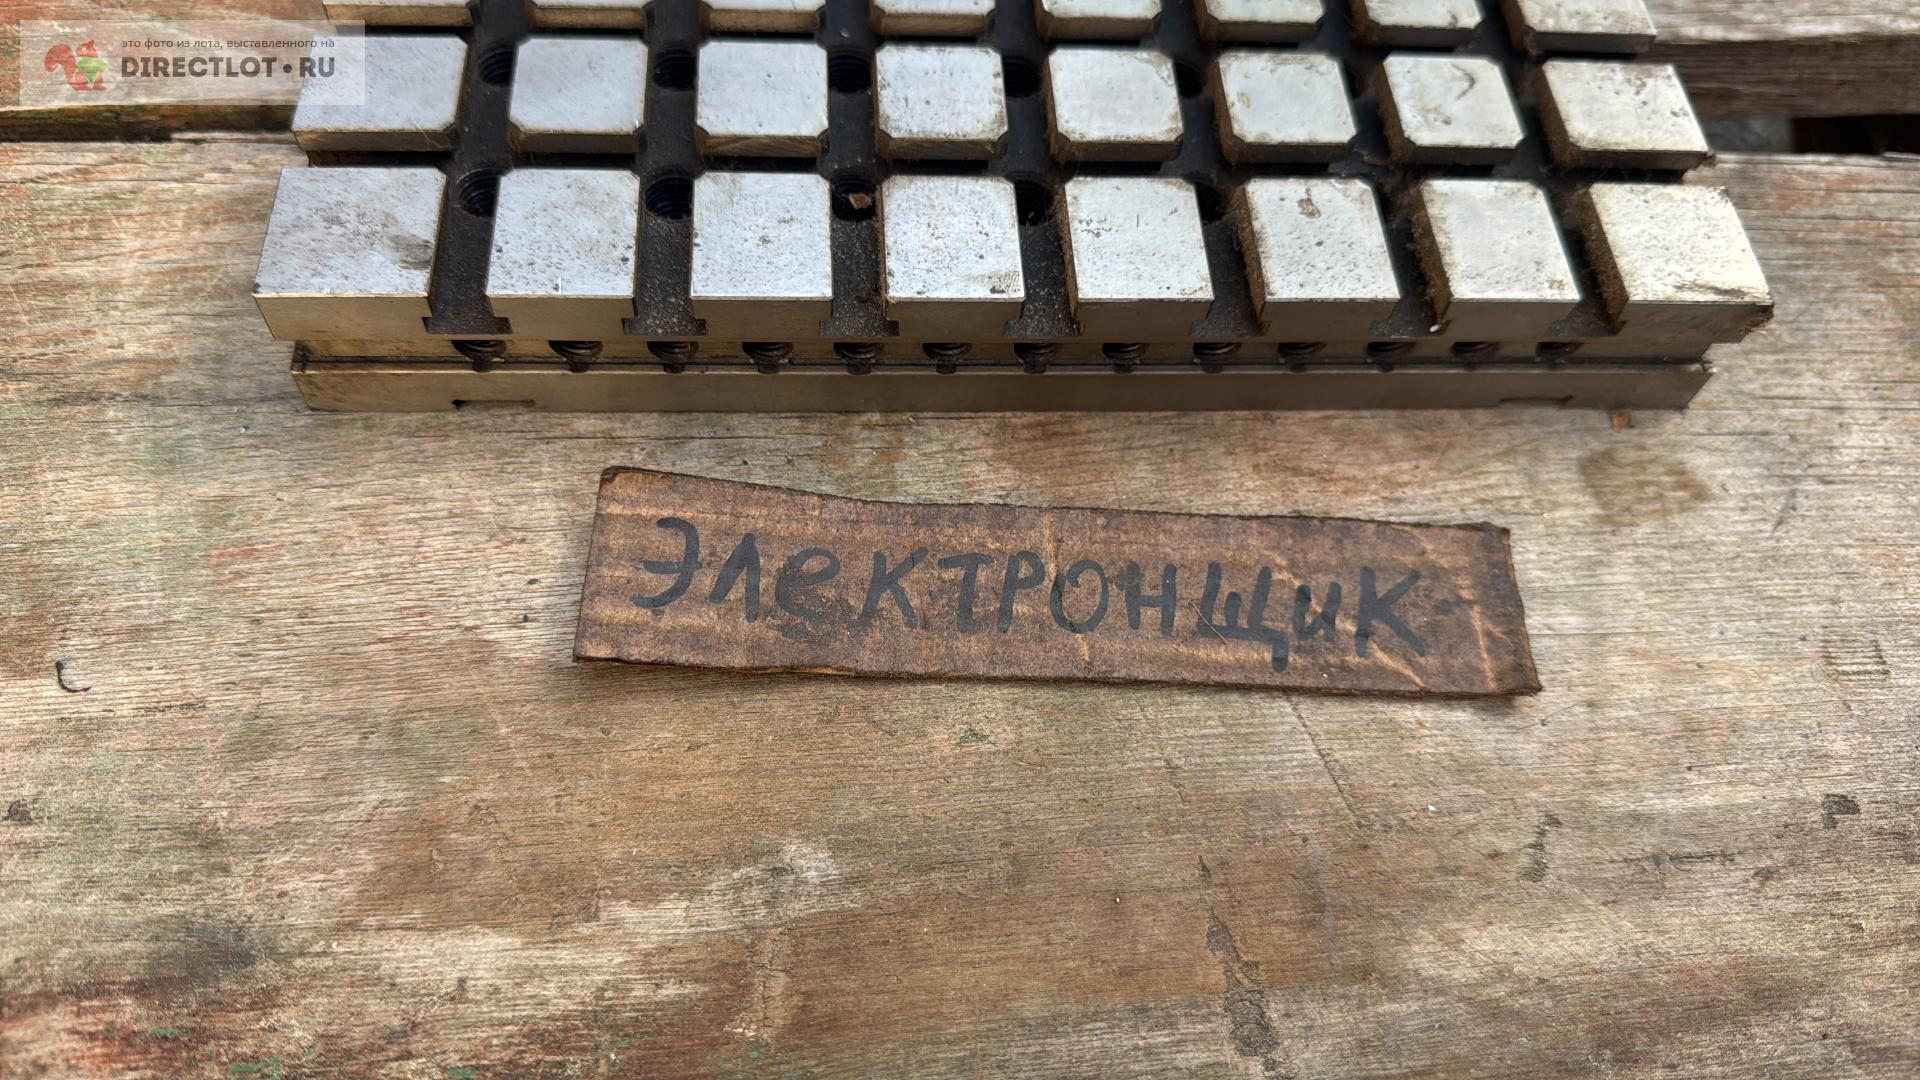 это фото из лота, выставленного на
DIRECTLOT•RU
Электронщик